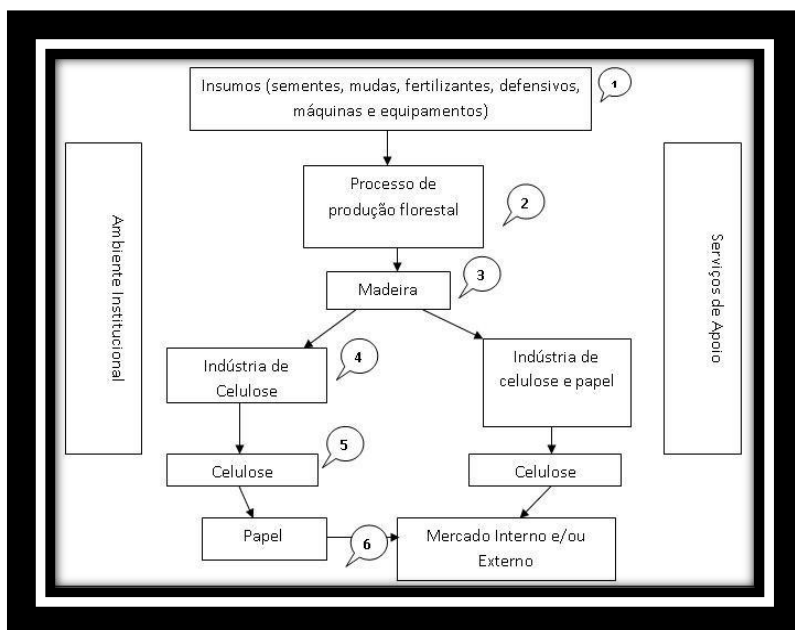 Insumos (sementes, mudas, fertilizantes, defensivos,
máquinas e equipamentos)
1
Ambiente Institucional
Serviços de Apoio
Processo de
produção florestal
2
Madeira
3
Indústria de
Celulose
4
Indústria de
celulose e papel
Celulose
5
Celulose
Papel
6
Mercado Interno e/ou
Externo